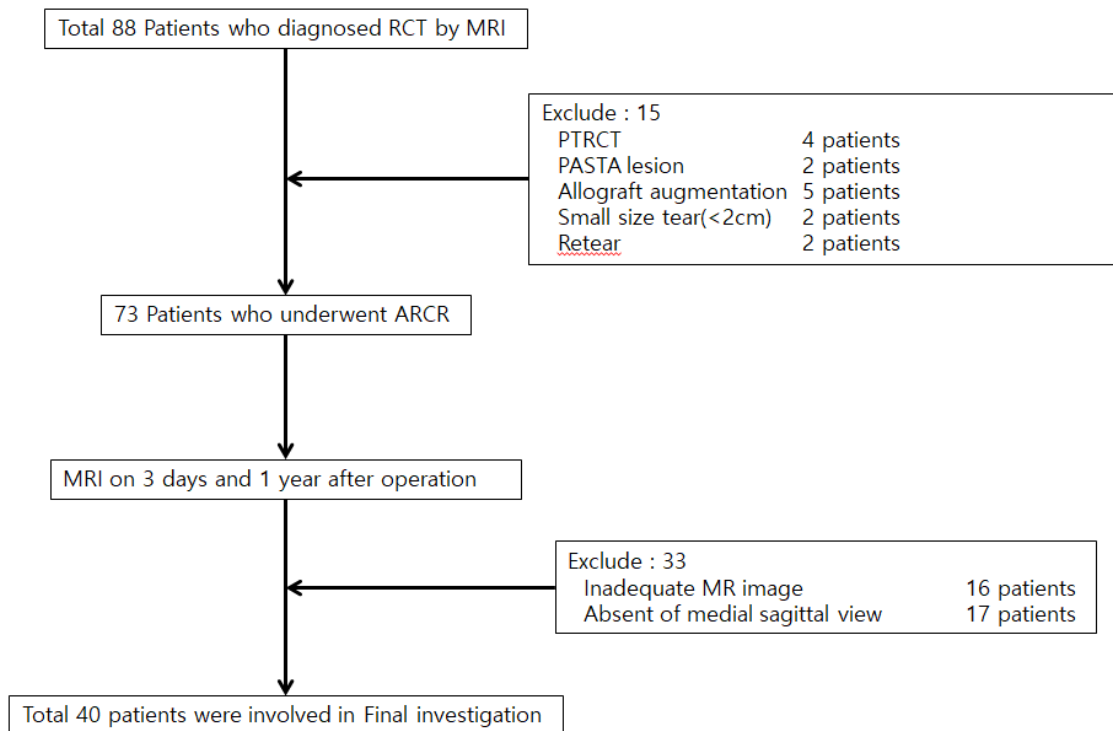 Total 88 Patients who diagnosed RCT by MRI
Exclude : 15
PTRCT 4 patients
PASTA lesion 2 patients
Allograft augmentation 5 patients
Small size tear(<2cm) 2 patients
Retear 2 patients
73 Patients who underwent ARCR
MRI on 3 days and 1 year after operation
Exclude : 33
Inadequate MR image 16 patients
Absent of medial sagittal view 17 patients
Total 40 patients were involved in Final investigation